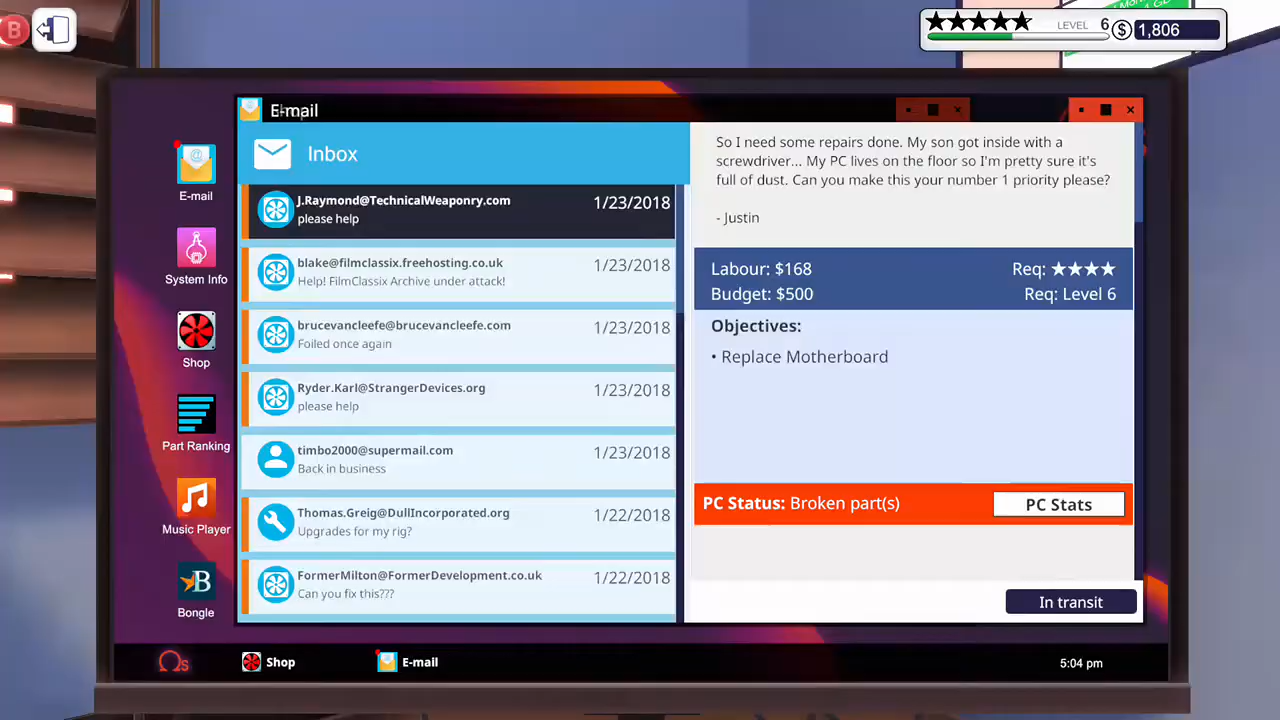 B
LEVEL 6 $ 1,806
E-mail
Inbox
J.Raymond@TechnicalWeaponry.com 1/23/2018
please help
blake@filmclassix.freehosting.co.uk 1/23/2018
Help! FilmClassix Archive under attack!
brucevancleefe@brucevancleefe.com 1/23/2018
Foiled once again
Ryder.Karl@StrangerDevices.org 1/23/2018
please help
timbo2000@supermail.com 1/23/2018
Back in business
Thomas.Greig@DullIncorporated.org 1/22/2018
Upgrades for my rig?
FormerMilton@FormerDevelopment.co.uk 1/22/2018
Can you fix this???
So I need some repairs done. My son got inside with a
screwdriver... My PC lives on the floor so I'm pretty sure it's
full of dust. Can you make this your number 1 priority please?
- Justin
Labour: $168 Req: ★★★★
Budget: $500 Req: Level 6
Objectives:
• Replace Motherboard
PC Status: Broken part(s) PC Stats
In transit
E-mail
System Info
Shop
Part Ranking
Music Player
B
Bongle
Ωs Shop E-mail 5:04 pm